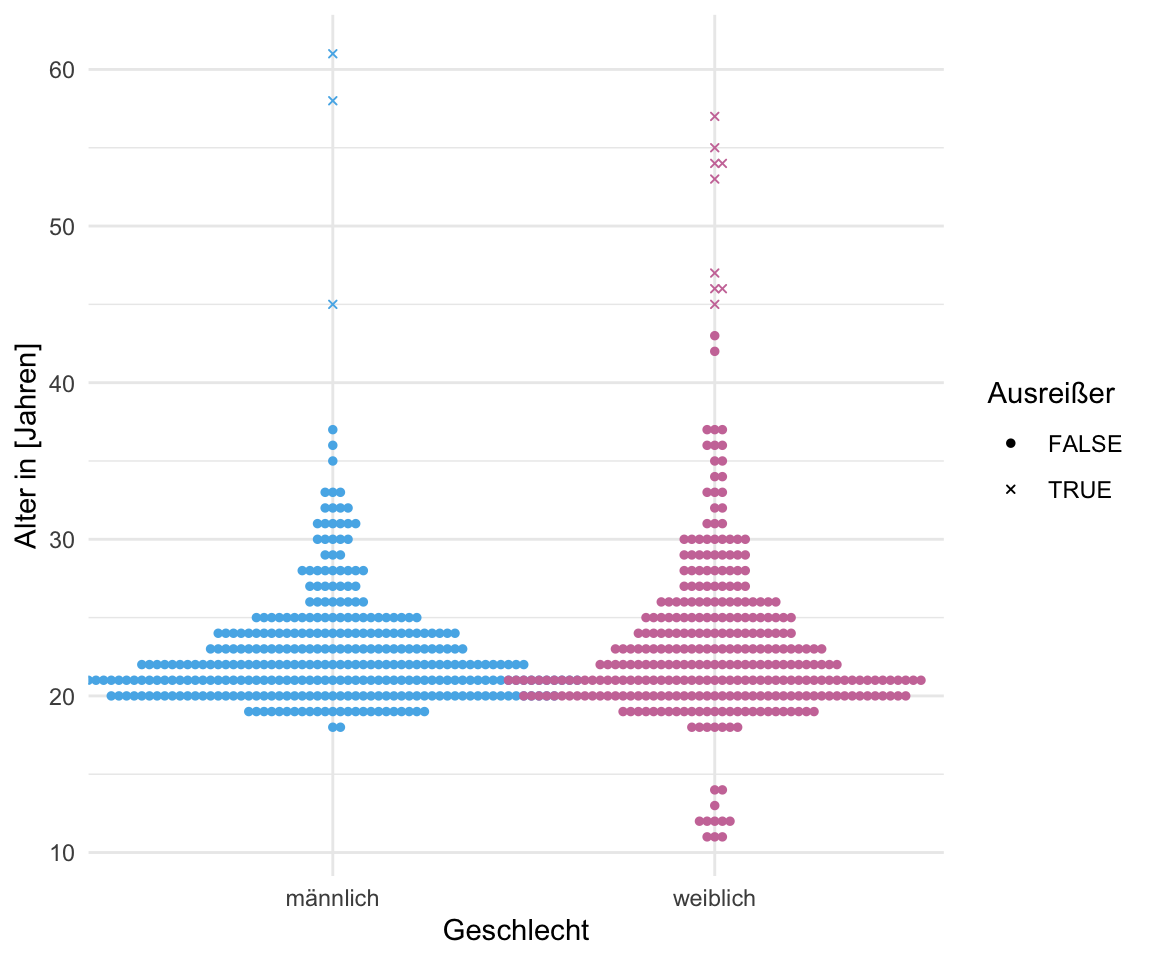 60
50
40
30
20
10
Alter in [Jahren]
männlich
weiblich
Geschlecht
Ausreißer
FALSE
TRUE